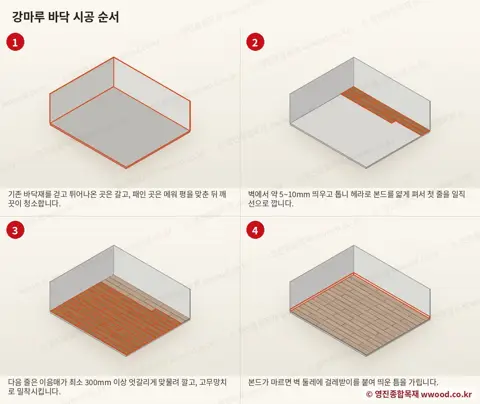 강마루 바닥 시공 순서
1
2
기존 바닥재를 걷고 튀어나온 곳은 갈고, 패인 곳은 메워 평을 맞춘 뒤 깨
끗이 청소합니다.
벽에서 약 5~10mm 띄우고 톱니 헤라로 본드를 얇게 펴서 첫 줄을 일직
선으로 깝니다.
3
4
다음 줄은 이음매가 최소 300mm 이상 엇갈리게 맞물려 깔고, 고무망치
로 밀착시킵니다.
본드가 마르면 벽 둘레에 걸레받이를 붙여 띄운 틈을 가립니다.
© 영진종합목재 wwood.co.kr